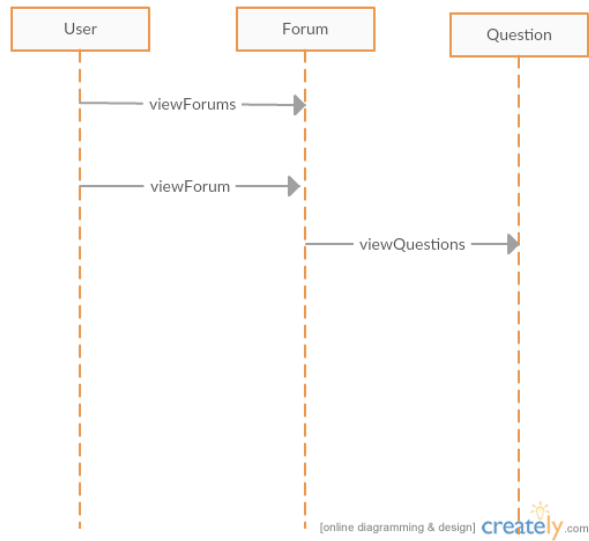 User
Forum
Question
viewForums
viewForum
viewQuestions
[online diagramming & design] creately.com